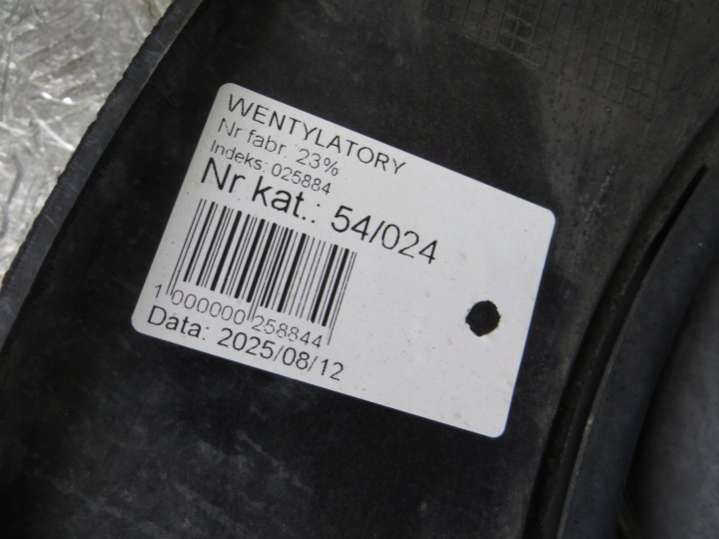 WENTYLATORY
Nr fabr. 23%
Indeks: 025884
Nr kat.: 54/024
1 000000 258844
Data: 2025/08/12